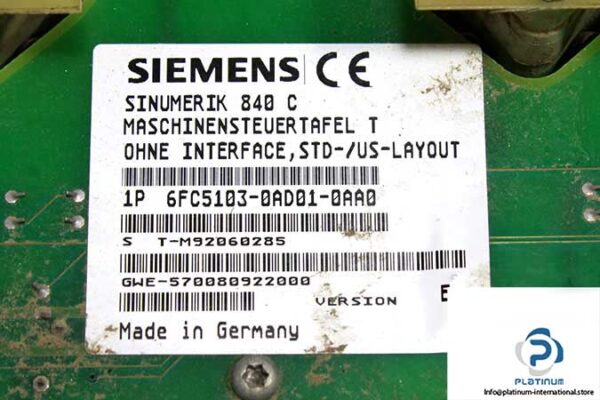 SIEMENS CE
SINUMERIK 840 C
MASCHINENSTEUERTAFEL T
OHNE INTERFACE,STD-/US-LAYOUT
1P 6FC5103-0AD01-0AA0
S T-M92060285
GWE-570080922000
VERSION E
Made in Germany
PLATINUM
info@platinum-international.store